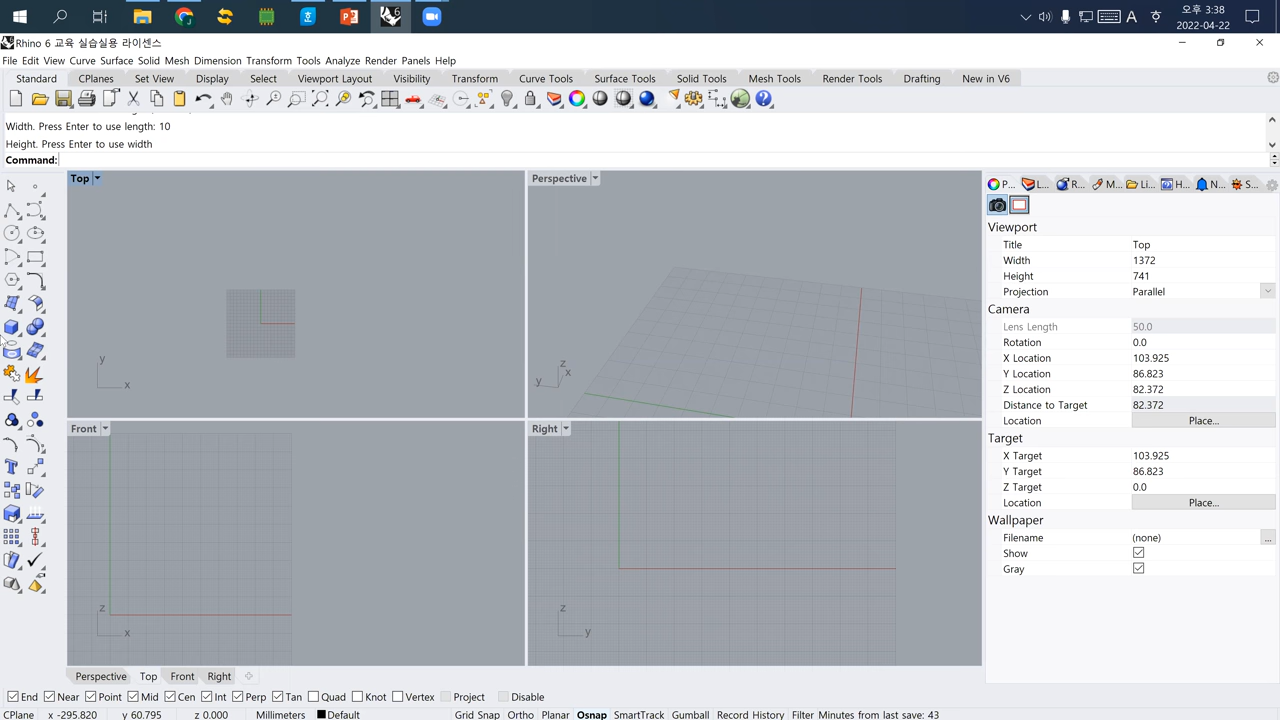 오후 3:38
A
2022-04-22
Rhino 6 교육 실습실용 라이센스
File Edit View Curve Surface Solid Mesh Dimension Transform Tools Analyze Render Panels Help
Standard CPlanes Set View Display Select Viewport Layout Visibility Transform Curve Tools Surface Tools Solid Tools Mesh Tools Render Tools Drafting New in V6
Width. Press Enter to use length: 10
Height. Press Enter to use width
Command:
Top
Perspective
P... L... R... M... Li... H... N... S...
Viewport
Title Top
Width 1372
Height 741
Projection Parallel
Camera
Lens Length 50.0
Rotation 0.0
X Location 103.925
Y Location 86.823
Z Location 82.372
Distance to Target 82.372
Location Place...
Target
X Target 103.925
Y Target 86.823
Z Target 0.0
Location Place...
Wallpaper
Filename (none) ...
Show
Gray
y
x
z
x
y
Front
Right
z
x
z
y
Perspective Top Front Right
End Near Point Mid Cen Int Perp Tan Quad Knot Vertex Project Disable
CPlane x -295.820 y 60.795 z 0.000 Millimeters Default Grid Snap Ortho Planar Osnap SmartTrack Gumball Record History Filter Minutes from last save: 43